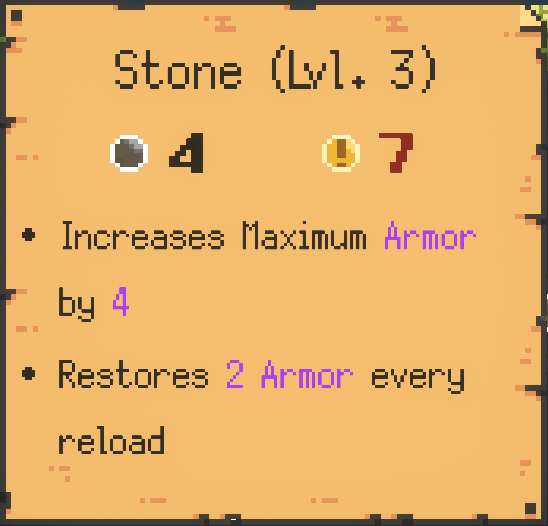 Stone (Lvl. 3)
4 7
• Increases Maximum Armor
by 4
• Restores 2 Armor every
reload